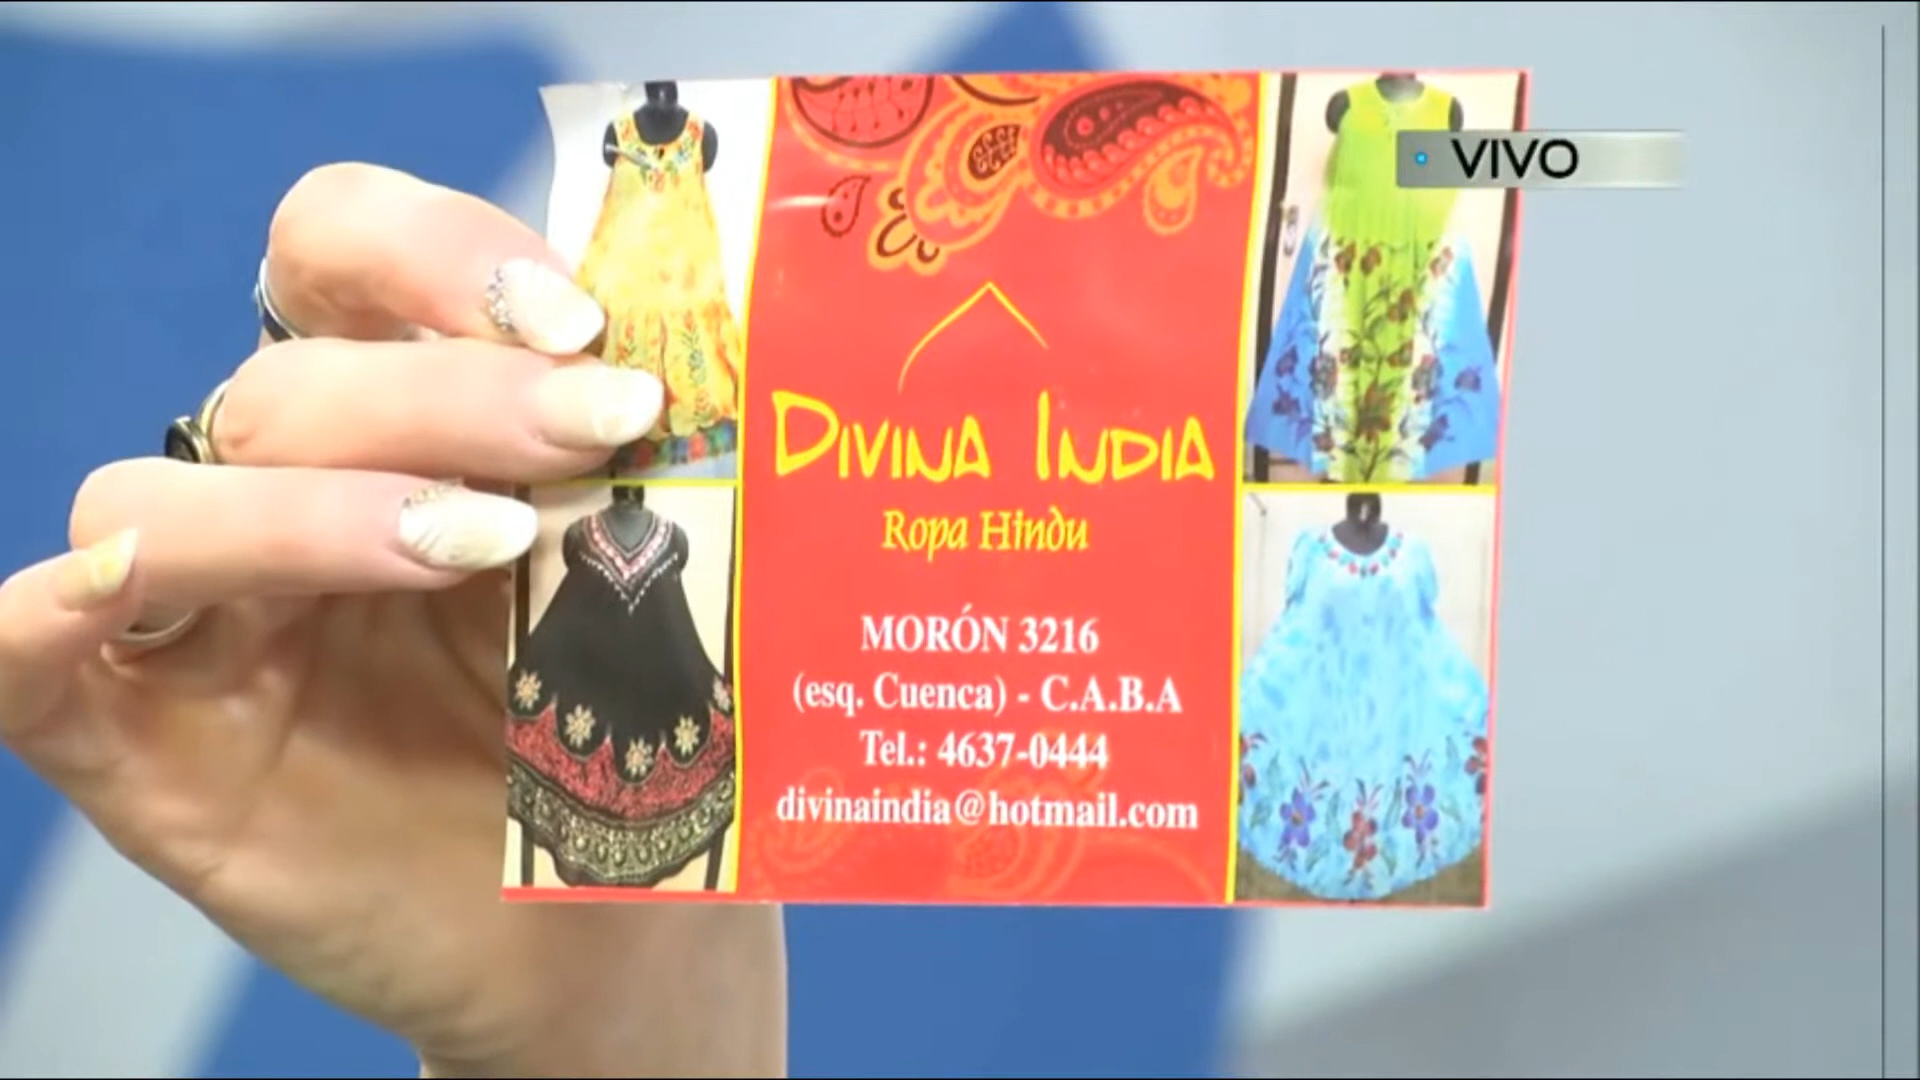 VIVO
DIVINA INDIA
Ropa Hindu
MORÓN 3216
(esq. Cuenca) - C.A.B.A
Tel.: 4637-0444
divinaindia@hotmail.com